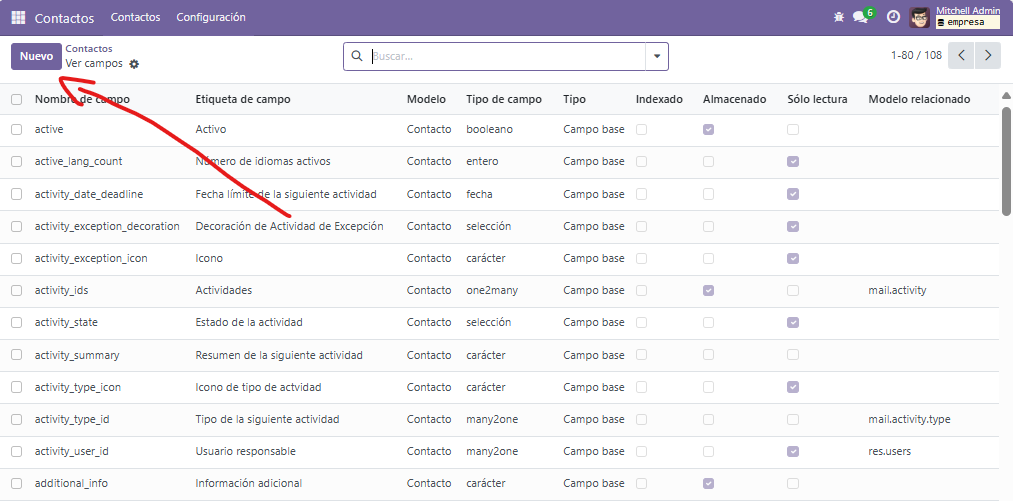 Contactos Contactos Configuración 6 Mitchell Admin
empresa
Nuevo Contactos
Ver campos Buscar... 1-80 / 108
Nombre de campo Etiqueta de campo Modelo Tipo de campo Tipo Indexado Almacenado Sólo lectura Modelo relacionado
active Activo Contacto booleano Campo base
active_lang_count Número de idiomas activos Contacto entero Campo base
activity_date_deadline Fecha límite de la siguiente actividad Contacto fecha Campo base
activity_exception_decoration Decoración de Actividad de Excepción Contacto selección Campo base
activity_exception_icon Icono Contacto carácter Campo base
activity_ids Actividades Contacto one2many Campo base mail.activity
activity_state Estado de la actividad Contacto selección Campo base
activity_summary Resumen de la siguiente actividad Contacto carácter Campo base
activity_type_icon Icono de tipo de actvidad Contacto carácter Campo base
activity_type_id Tipo de la siguiente actividad Contacto many2one Campo base mail.activity.type
activity_user_id Usuario responsable Contacto many2one Campo base res.users
additional_info Información adicional Contacto carácter Campo base